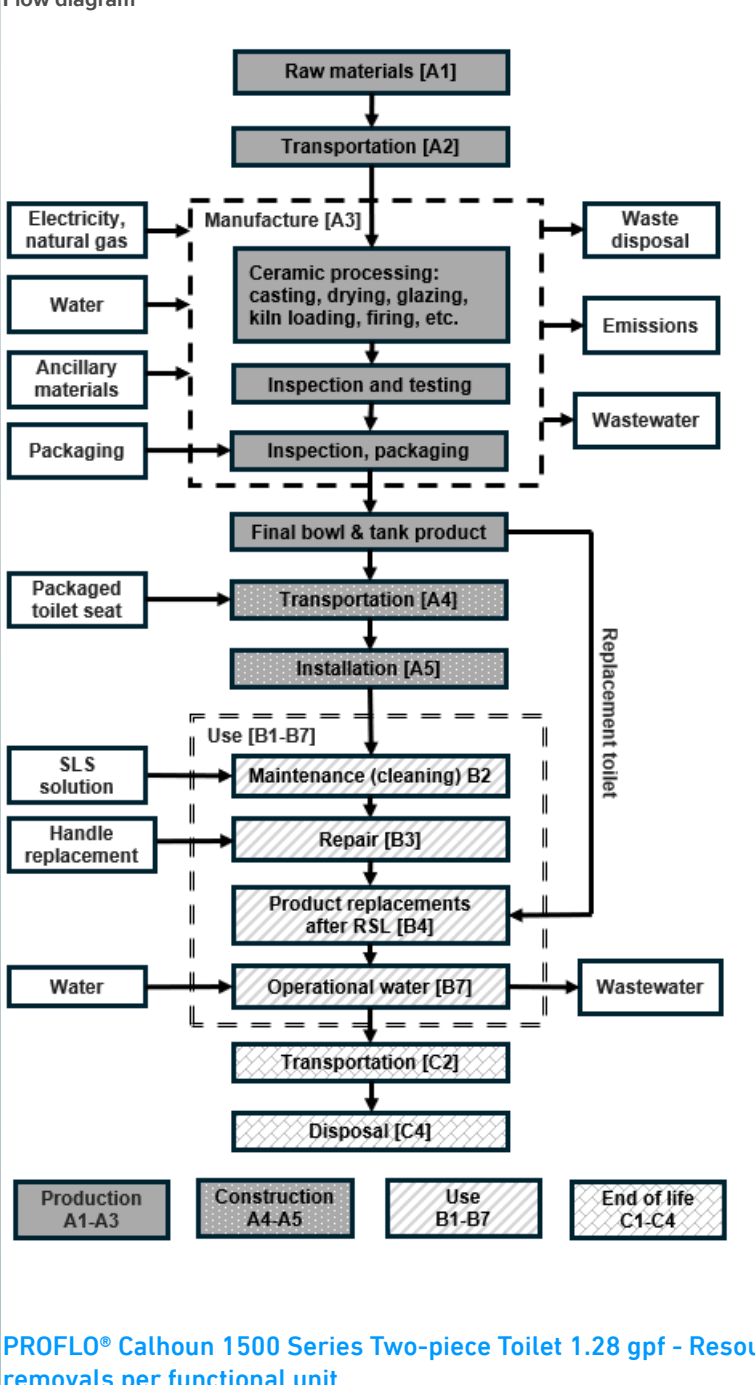 Flow diagram
Raw materials [A1]
Transportation [A2]
Electricity,
natural gas
Manufacture [A3]
Waste
disposal
Ceramic processing:
casting, drying, glazing,
kiln loading, firing, etc.
Water
Emissions
Ancillary
materials
Inspection and testing
Wastewater
Packaging
Inspection, packaging
Final bowl & tank product
Packaged
toilet seat
Transportation [A4]
Replacement toilet
Installation [A5]
Use [B1-B7]
SLS
solution
Maintenance (cleaning) B2
Handle
replacement
Repair [B3]
Product replacements
after RSL [B4]
Water
Operational water [B7]
Wastewater
Transportation [C2]
Disposal [C4]
Production
A1-A3
Construction
A4-A5
Use
B1-B7
End of life
C1-C4
PROFLO® Calhoun 1500 Series Two-piece Toilet 1.28 gpf - Resou
removals per functional unit